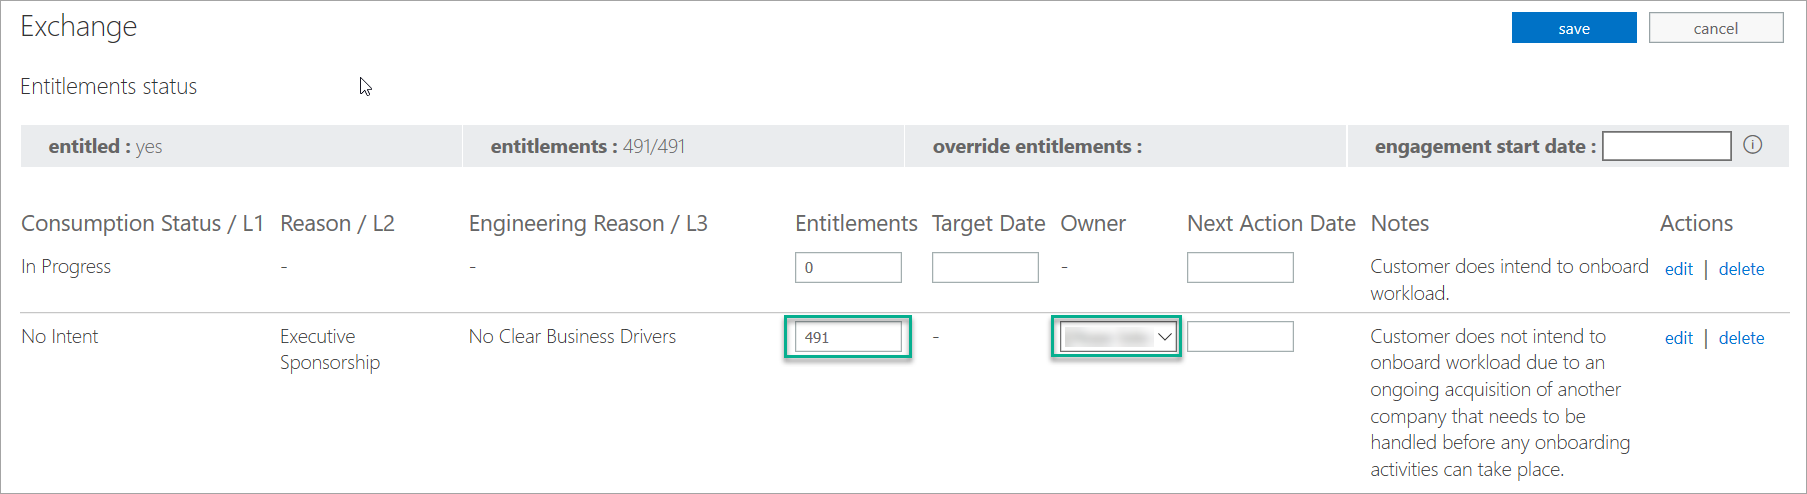 Exchange
save
cancel
Entitlements status
entitled : yes
entitlements : 491/491
override entitlements :
engagement start date :
Consumption Status / L1
Reason / L2
Engineering Reason / L3
Entitlements
Target Date
Owner
Next Action Date
Notes
Actions
In Progress
-
-
0
-
Customer does intend to onboard
workload.
edit | delete
No Intent
Executive
Sponsorship
No Clear Business Drivers
491
-
Customer does not intend to
onboard workload due to an
ongoing acquisition of another
company that needs to be
handled before any onboarding
activities can take place.
edit | delete